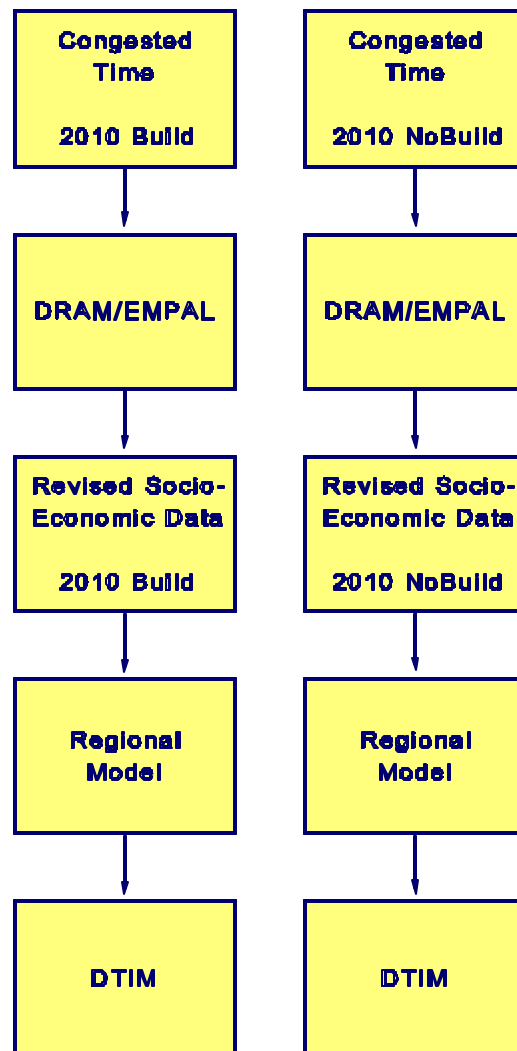 Congested
Time
2010 Build
DRAM/EMPAL
Revised Socio-
Economic Data
2010 Build
Regional
Model
DTIM
Congested
Time
2010 NoBuild
DRAM/EMPAL
Revised Socio-
Economic Data
2010 NoBuild
Regional
Model
DTIM